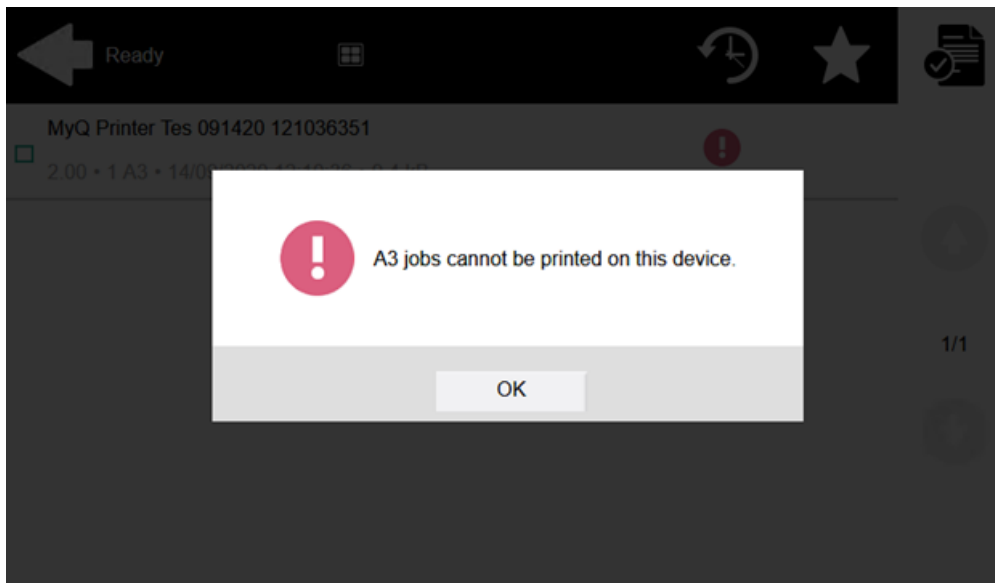 Ready
MyQ Printer Tes 091420 121036351
2.00 • 1 A3 • 14/09
A3 jobs cannot be printed on this device.
1/1
OK